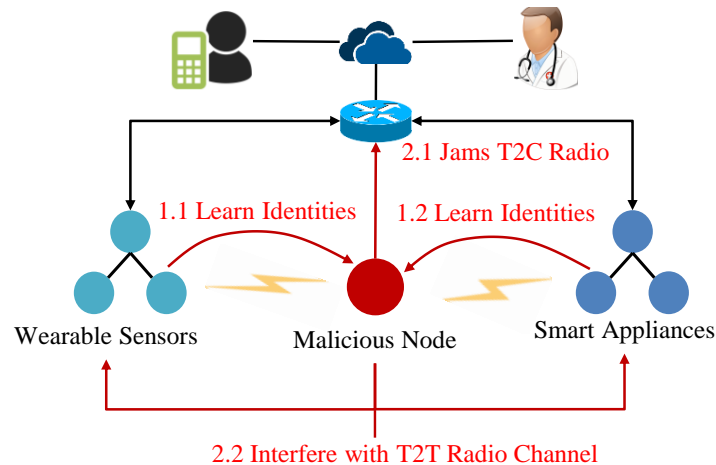 2.1 Jams T2C Radio
1.1 Learn Identities
1.2 Learn Identities
Wearable Sensors
Malicious Node
Smart Appliances
2.2 Interfere with T2T Radio Channel